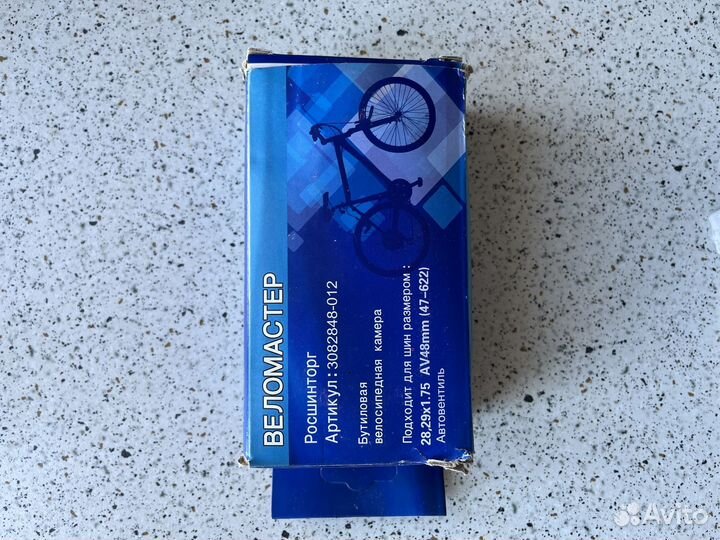 ВЕЛОМАСТЕР
Росшинторг
Артикул: 3082848-012
Бутиловая
велосипедная камера
Подходит для шин размером :
28,29x1.75 AV48mm (47-622)
Автовентиль
Avito